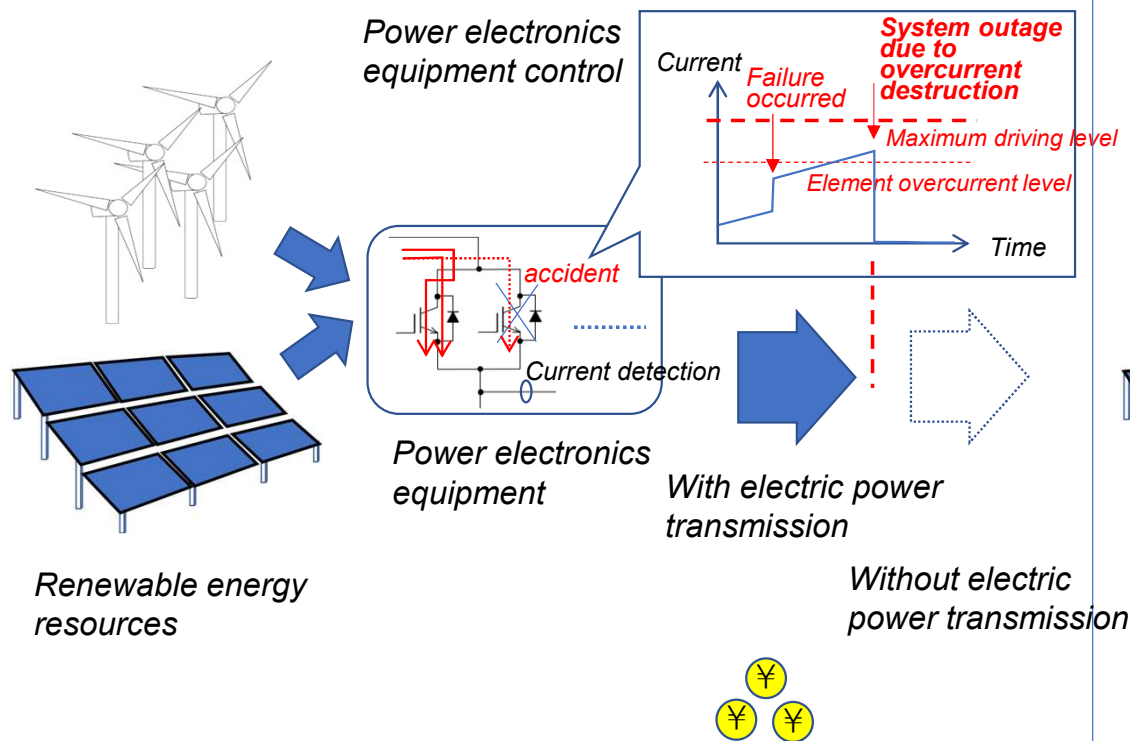 Power electronics
equipment control
System outage
due to
overcurrent
destruction
Current
Failure
occurred
Maximum driving level
Element overcurrent level
Time
accident
Current detection
Power electronics
equipment
With electric power
transmission
Renewable energy
resources
Without electric
power transmission
¥
¥ ¥